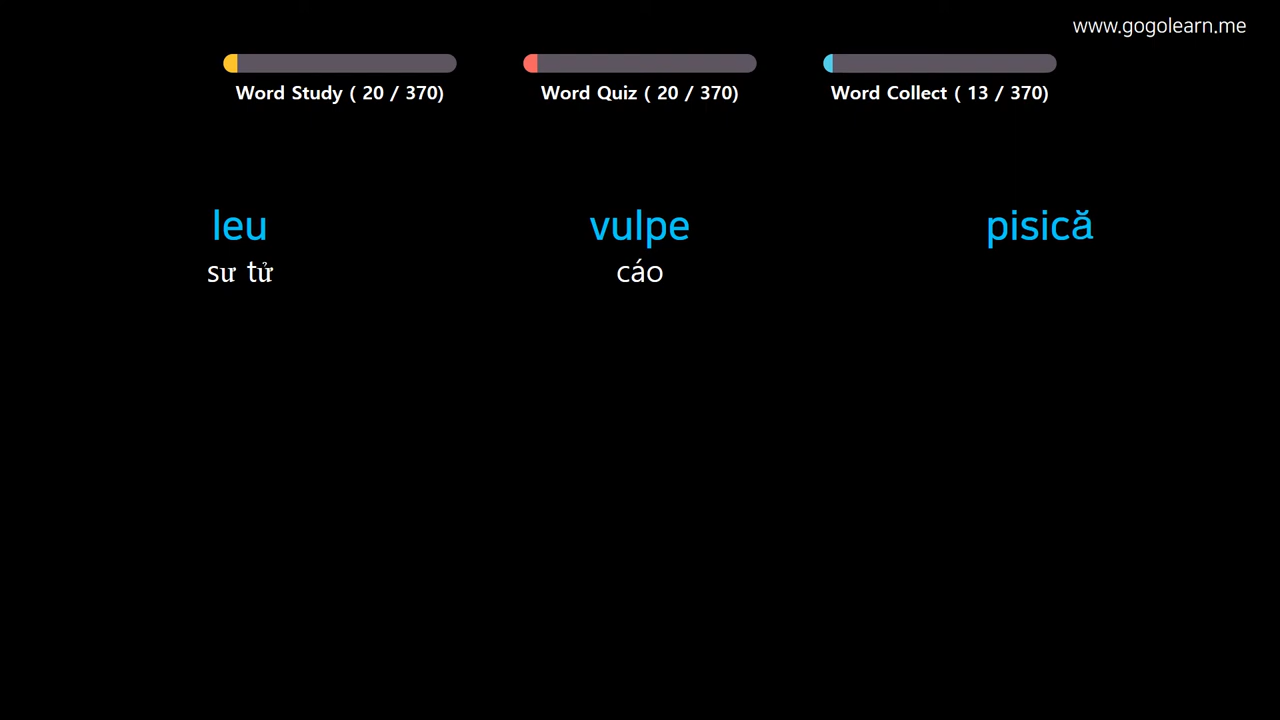 www.gogolearn.me
Word Study ( 20 / 370)
Word Quiz ( 20 / 370)
Word Collect ( 13 / 370)
leu
vulpe
pisică
sư tử
cáo